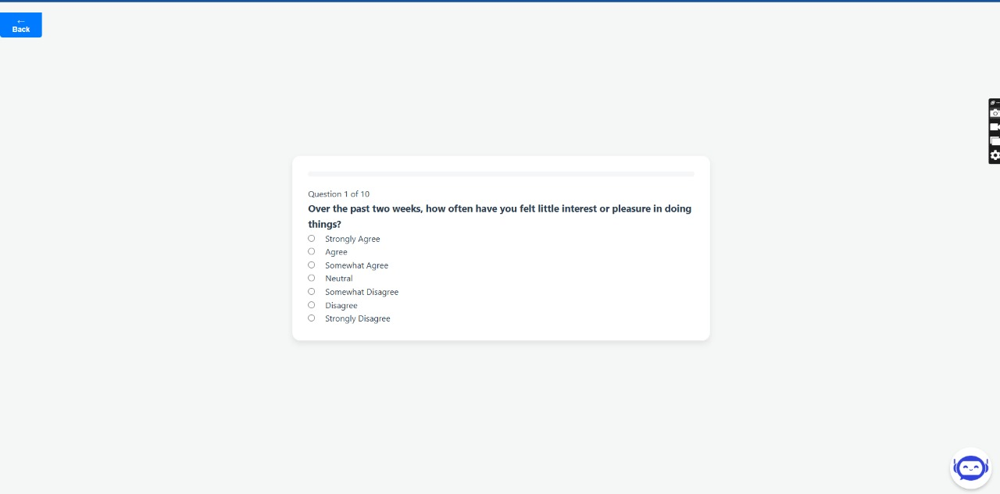 ←
Back
Question 1 of 10
Over the past two weeks, how often have you felt little interest or pleasure in doing
things?
Strongly Agree
Agree
Somewhat Agree
Neutral
Somewhat Disagree
Disagree
Strongly Disagree